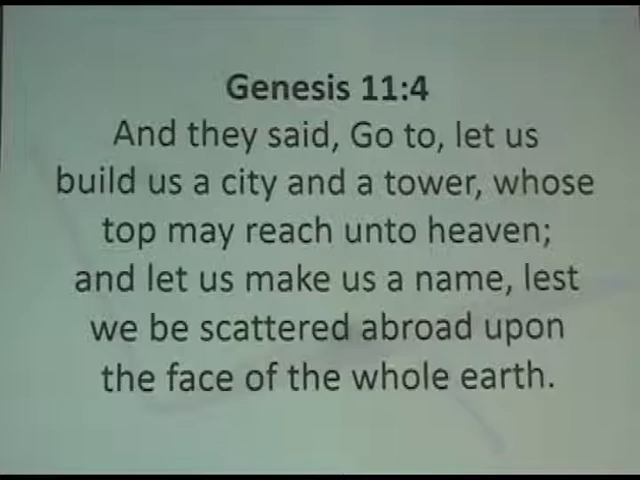 Genesis 11:4
And they said, Go to, let us
build us a city and a tower, whose
top may reach unto heaven;
and let us make us a name, lest
we be scattered abroad upon
the face of the whole earth.